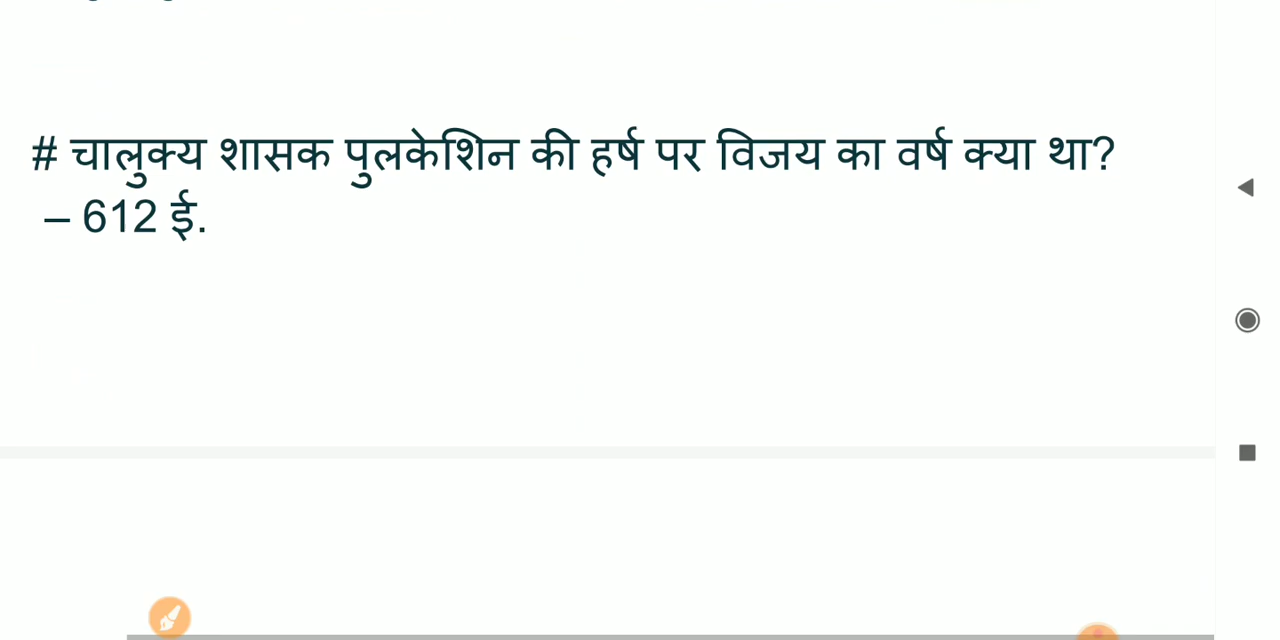 # चालुक्य शासक पुलकेशिन की हर्ष पर विजय का वर्ष क्या था?
– 612 ई.